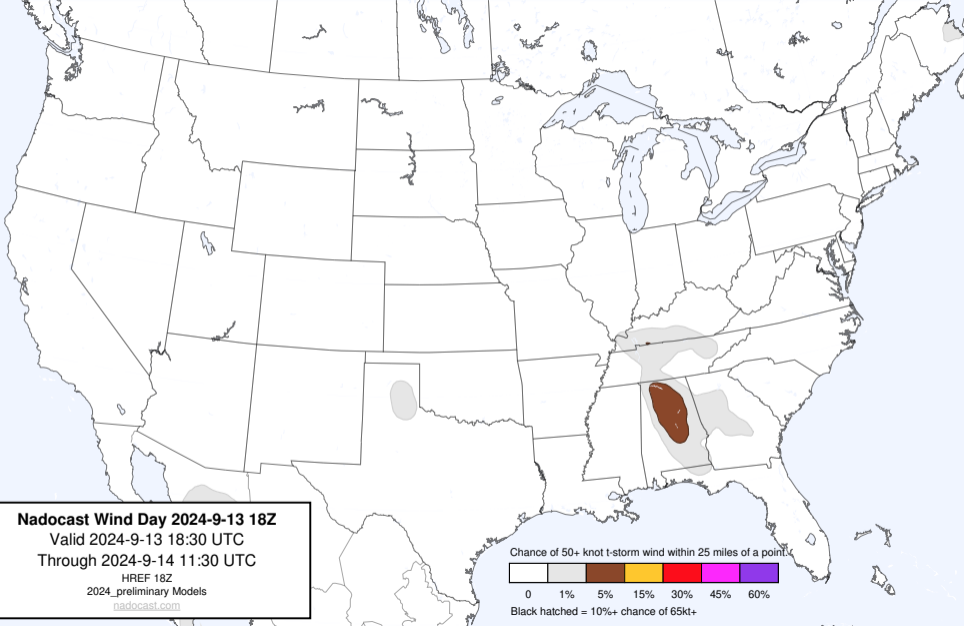 Nadocast Wind Day 2024-9-13 18Z
Valid 2024-9-13 18:30 UTC
Through 2024-9-14 11:30 UTC
HREF 18Z
2024_preliminary Models
nadocast.com
Chance of 50+ knot t-storm wind within 25 miles of a point.
0 1% 5% 15% 30% 45% 60%
Black hatched = 10%+ chance of 65kt+